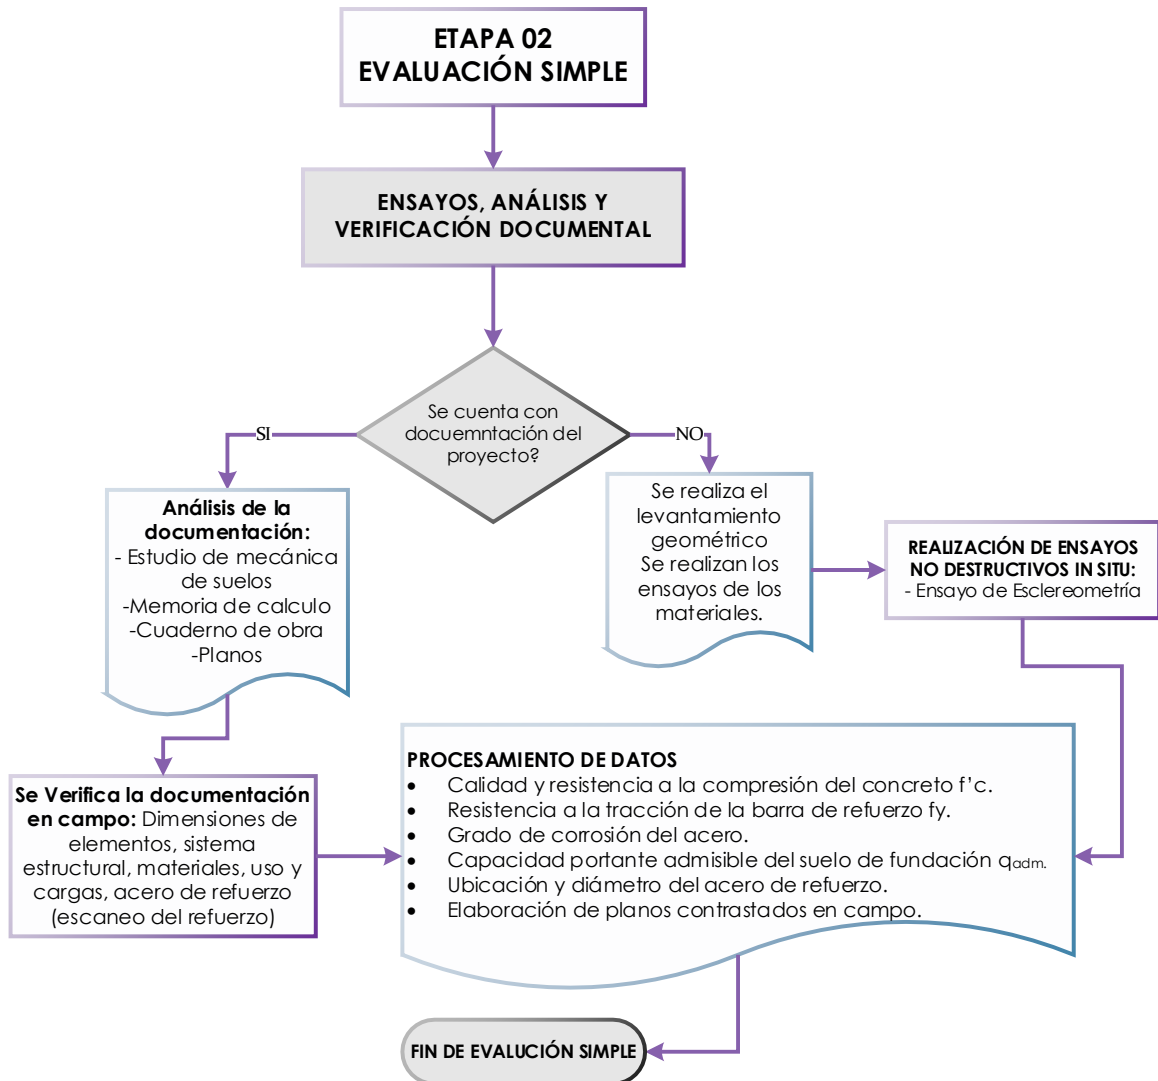 ETAPA 02
EVALUACIÓN SIMPLE
ENSAYOS, ANÁLISIS Y
VERIFICACIÓN DOCUMENTAL
Se cuenta con
docuemntación del
proyecto?
SI
NO
Análisis de la
documentación:
- Estudio de mecánica
de suelos
-Memoria de calculo
-Cuaderno de obra
-Planos
Se realiza el
levantamiento
geométrico
Se realizan los
ensayos de los
materiales.
REALIZACIÓN DE ENSAYOS
NO DESTRUCTIVOS IN SITU:
- Ensayo de Esclereometría
Se Verifica la documentación
en campo: Dimensiones de
elementos, sistema
estructural, materiales, uso y
cargas, acero de refuerzo
(escaneo del refuerzo)
PROCESAMIENTO DE DATOS
• Calidad y resistencia a la compresión del concreto f’c.
• Resistencia a la tracción de la barra de refuerzo fy.
• Grado de corrosión del acero.
• Capacidad portante admisible del suelo de fundación qadm.
• Ubicación y diámetro del acero de refuerzo.
• Elaboración de planos contrastados en campo.
FIN DE EVALUCIÓN SIMPLE